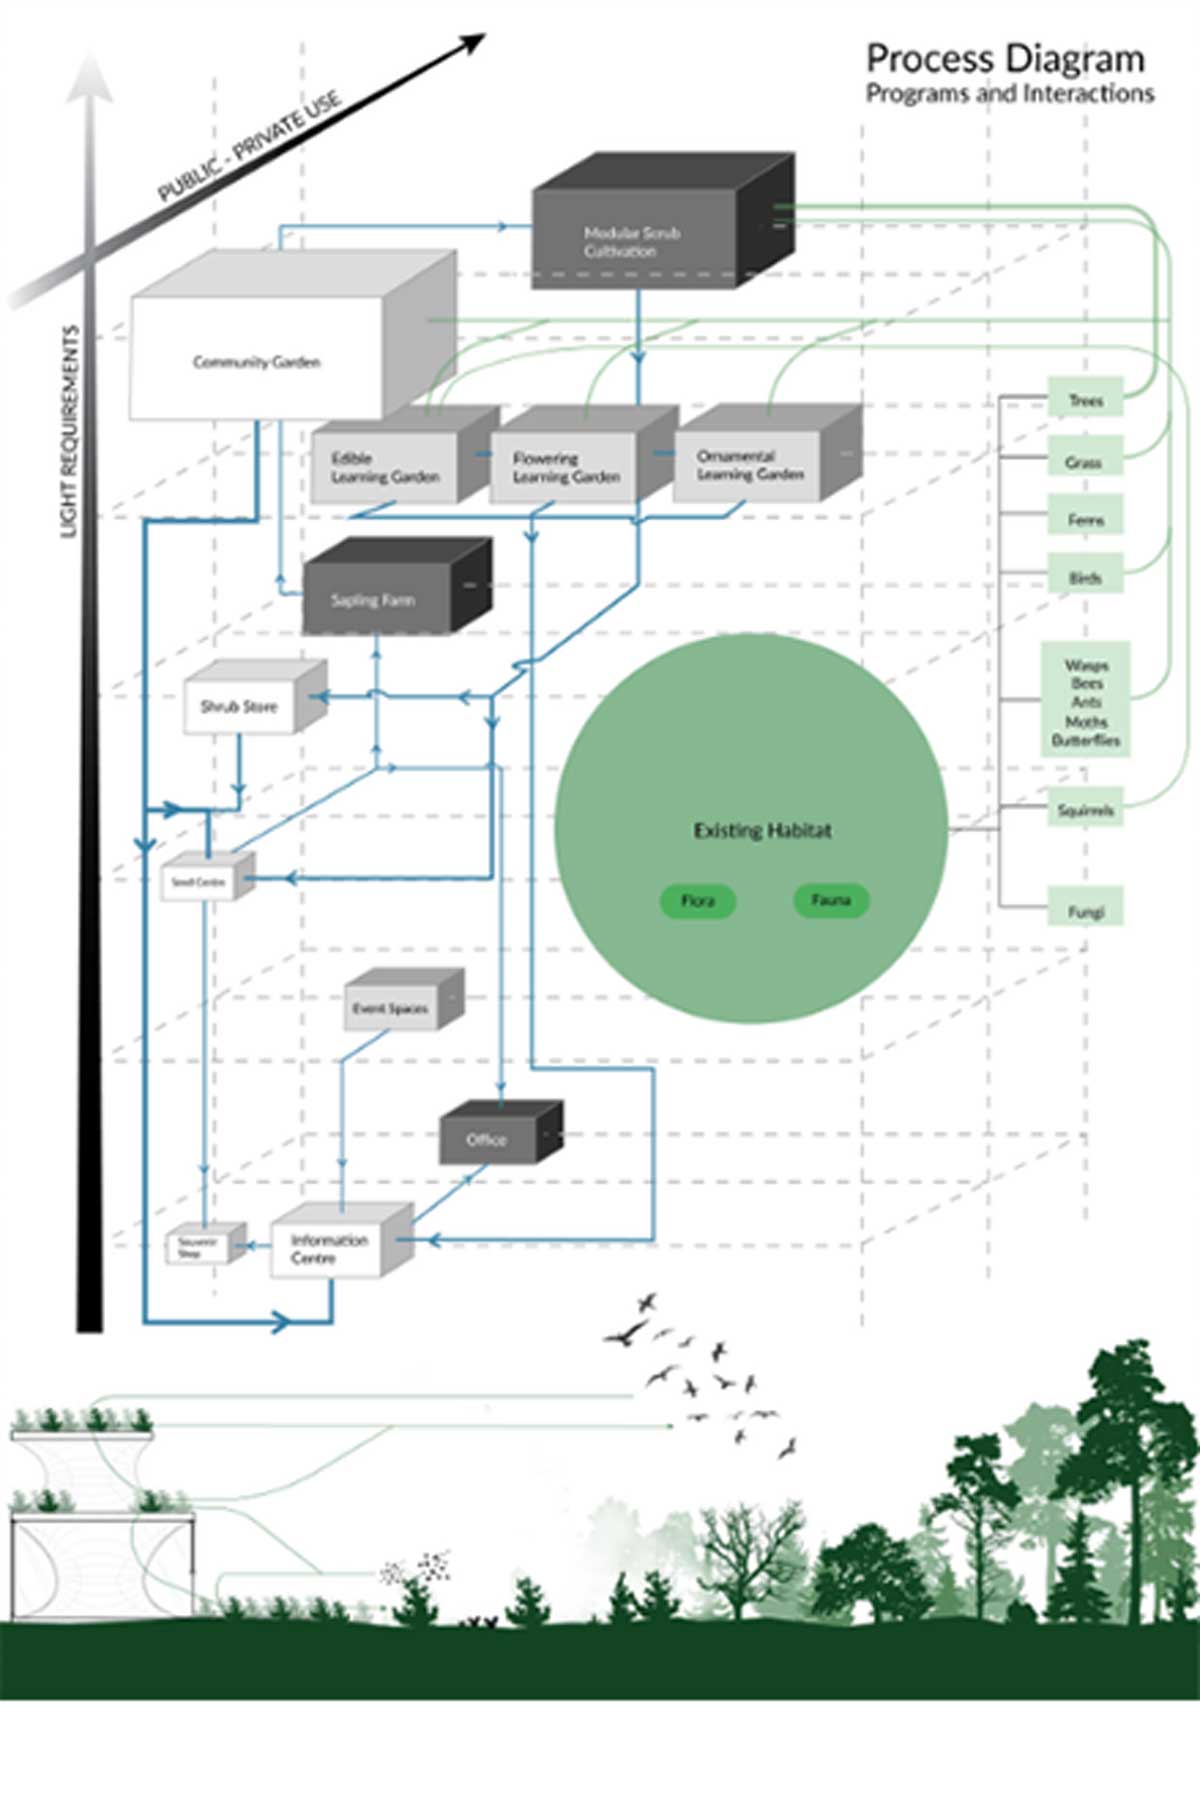 Process Diagram
Programs and Interactions
PUBLIC - PRIVATE USE
LIGHT REQUIREMENTS
Modular Scrub
Cultivation
Community Garden
Edible
Learning Garden
Flowering
Learning Garden
Ornamental
Learning Garden
Sapling Farm
Shrub Store
Seed Centre
Event Spaces
Office
Information
Centre
Souvenir
Shop
Existing Habitat
Flora
Fauna
Trees
Grass
Ferns
Birds
Wasps
Bees
Ants
Moths
Butterflies
Squirrels
Fungi